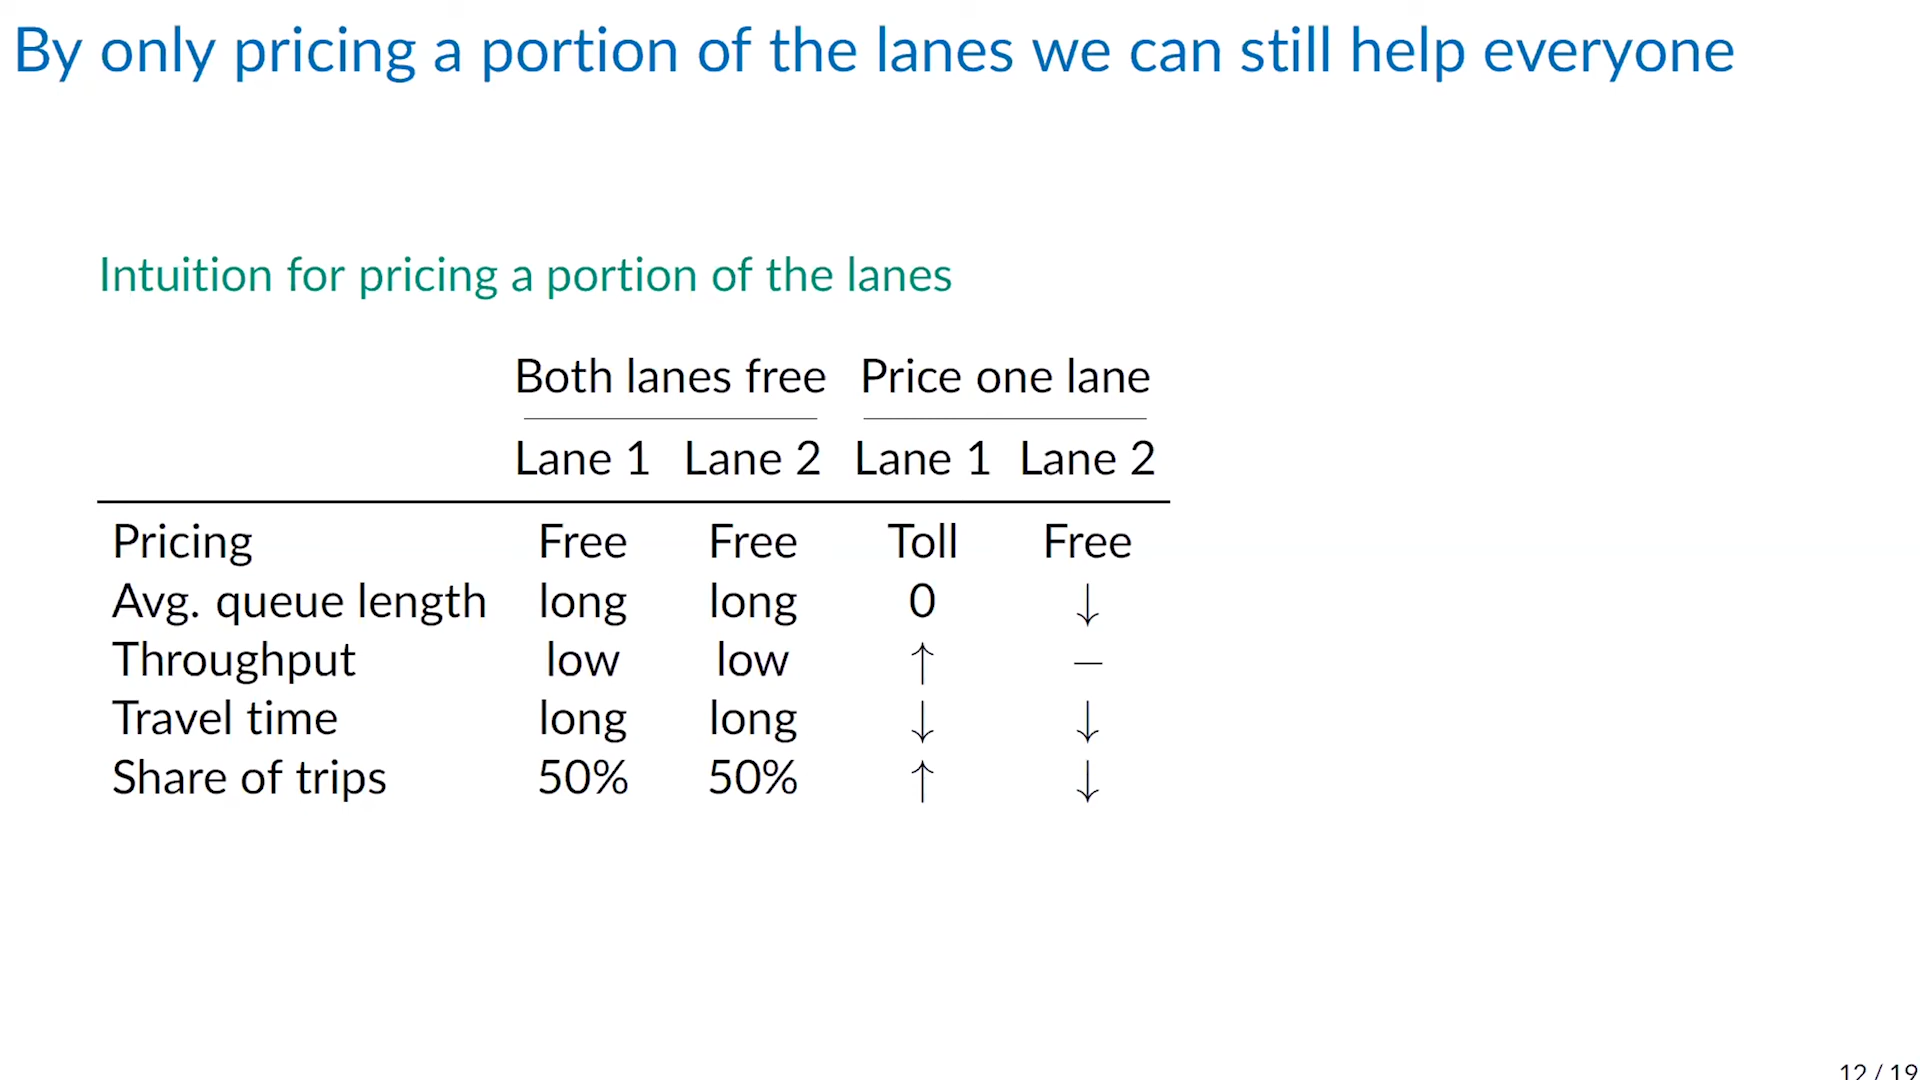 By only pricing a portion of the lanes we can still help everyone
Intuition for pricing a portion of the lanes
Both lanes free Price one lane
Lane 1 Lane 2 Lane 1 Lane 2
Pricing Free Free Toll Free
Avg. queue length long long 0 ↓
Throughput low low ↑ –
Travel time long long ↓ ↓
Share of trips 50% 50% ↑ ↓
12 / 19